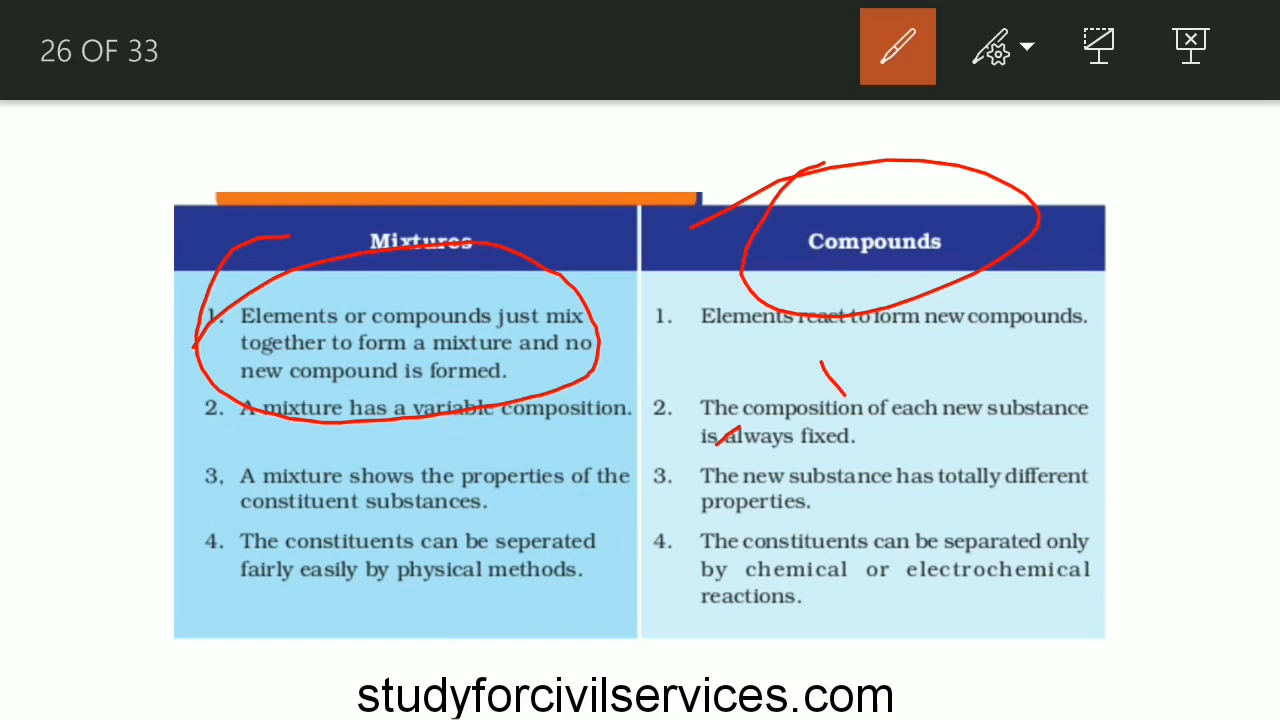 26 OF 33
Mixtures
Compounds
1. Elements or compounds just mix
together to form a mixture and no
new compound is formed.
2. A mixture has a variable composition.
3, A mixture shows the properties of the
constituent substances.
4. The constituents can be seperated
fairly easily by physical methods.
1. Elements react to form new compounds.
2. The composition of each new substance
is always fixed.
3. The new substance has totally different
properties.
4. The constituents can be separated only
by chemical or electrochemical
reactions.
studyforcivilservices.com